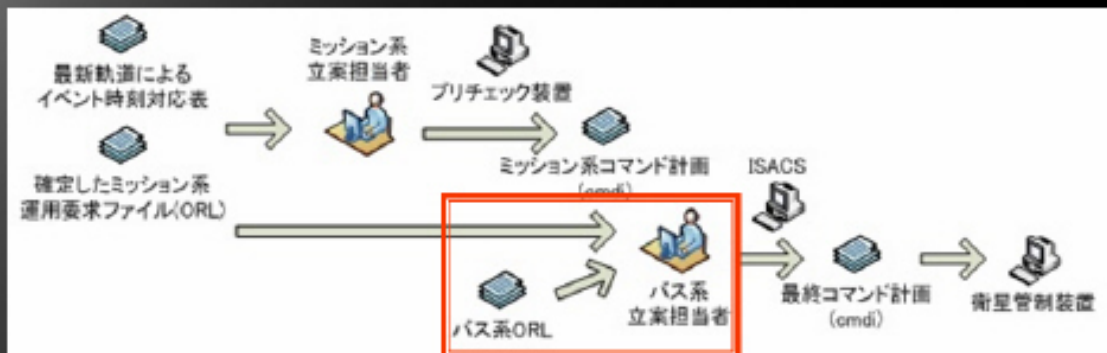 最新軌道による
イベント時刻対応表
ミッション系
立案担当者
プリチェック装置
確定したミッション系
運用要求ファイル(ORL)
ミッション系コマンド計画
(cmdi)
ISACS
バス系ORL
バス系
立案担当者
最終コマンド計画
(cmdi)
衛星管制装置